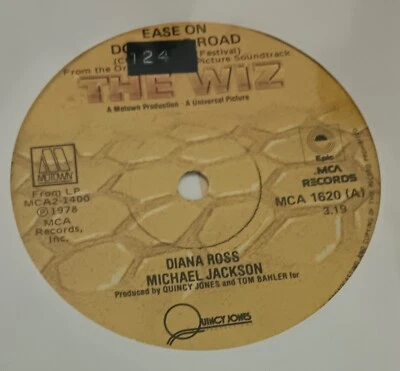 EASE ON
ROAD
124
Festival)
From the Picture Soundtrack
THE WIZ
A Motown Production · A Universal Picture
M
MOTOWN
From LP
MCA2-1400
Ⓟ 1978
MCA
Records,
Inc.
Epic
MCA
RECORDS
MCA 1620 (A)
3.19
DIANA ROSS
MICHAEL JACKSON
Produced by QUINCY JONES and TOM BAHLER for
QUINCY JONES